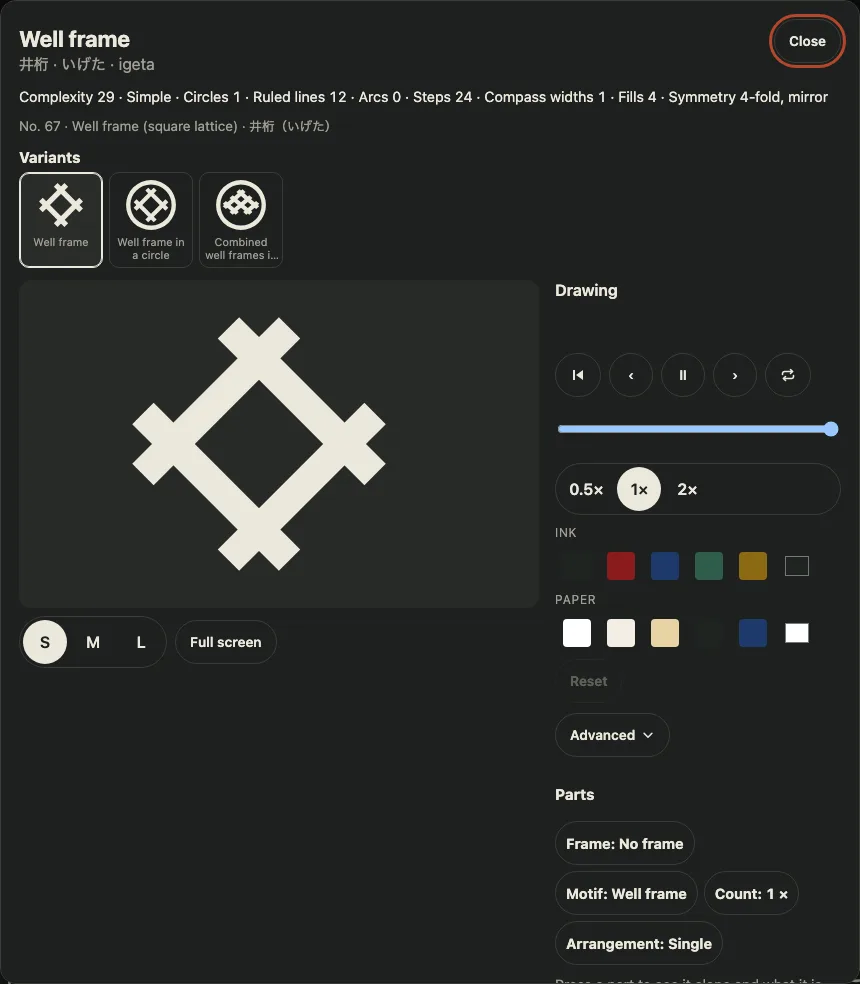 Well frame
Close
井桁 · いげた · igeta
Complexity 29 · Simple · Circles 1 · Ruled lines 12 · Arcs 0 · Steps 24 · Compass widths 1 · Fills 4 · Symmetry 4-fold, mirror
No. 67 · Well frame (square lattice) · 井桁（いげた）
Variants
Well frame
Well frame in
a circle
Combined
well frames i...
Drawing
0.5×
1×
2×
INK
PAPER
S
M
L
Full screen
Reset
Advanced
Parts
Frame: No frame
Motif: Well frame
Count: 1 ×
Arrangement: Single